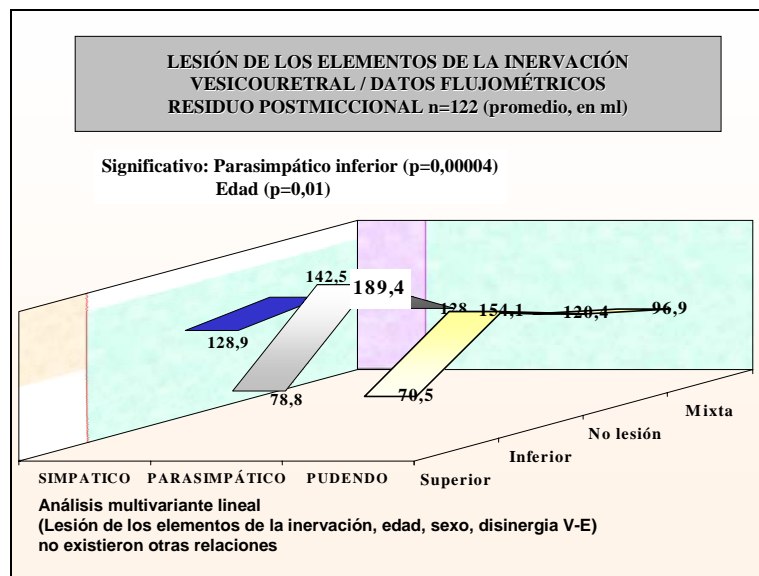 LESIÓN DE LOS ELEMENTOS DE LA INERVACIÓN
VESICOURETRAL / DATOS FLUJOMÉTRICOS
RESIDUO POSTMICCIONAL n=122 (promedio, en ml)
Significativo: Parasimpático inferior (p=0,00004)
Edad (p=0,01)
142,5
189,4
128,9
128
154,1
120,4
96,9
78,8
70,5
Mixta
No lesión
Inferior
Superior
SIMPATICO PARASIMPÁTICO PUDENDO
Análisis multivariante lineal
(Lesión de los elementos de la inervación, edad, sexo, disinergia V-E)
no existieron otras relaciones